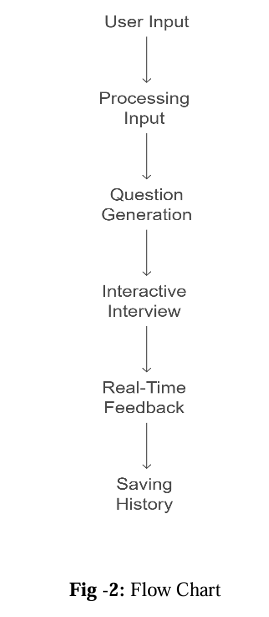 User Input
Processing
Input
Question
Generation
Interactive
Interview
Real-Time
Feedback
Saving
History
Fig -2: Flow Chart